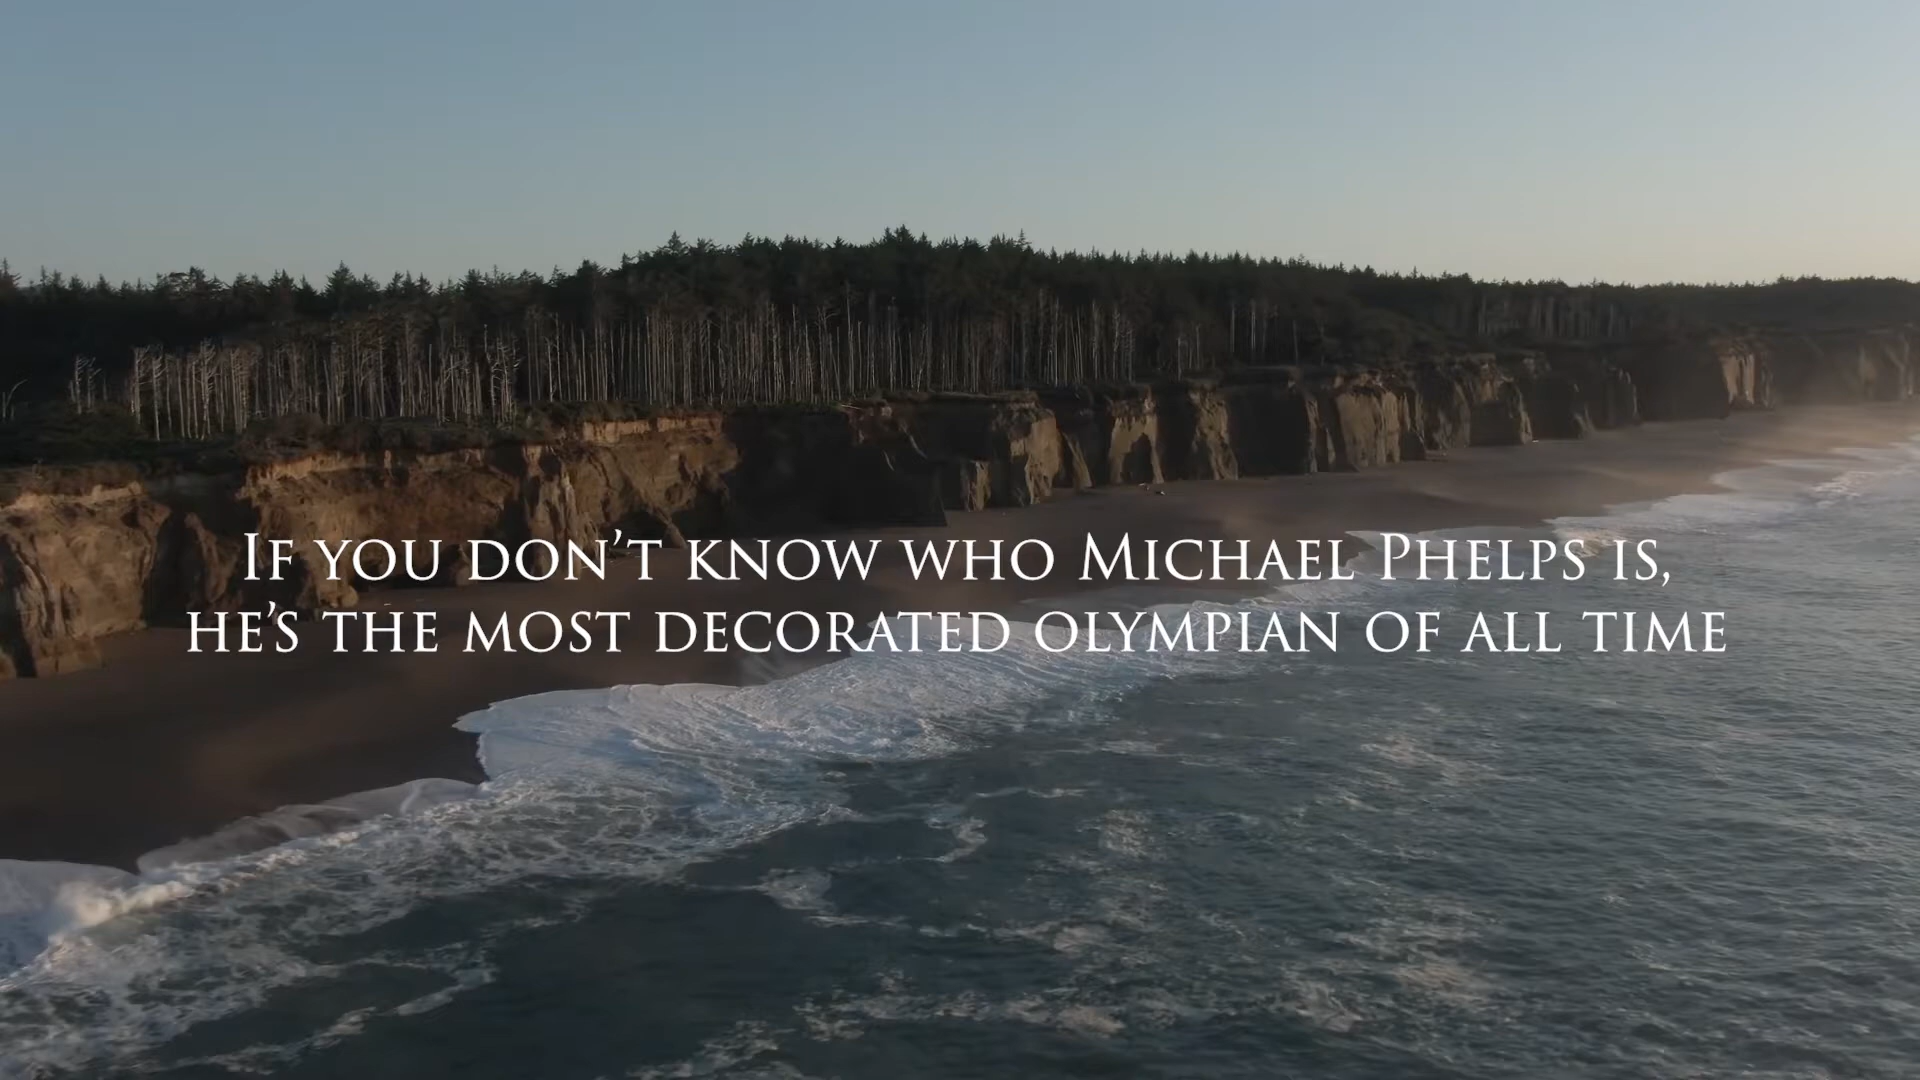 If you don’t know who Michael Phelps is,
he’s the most decorated olympian of all time